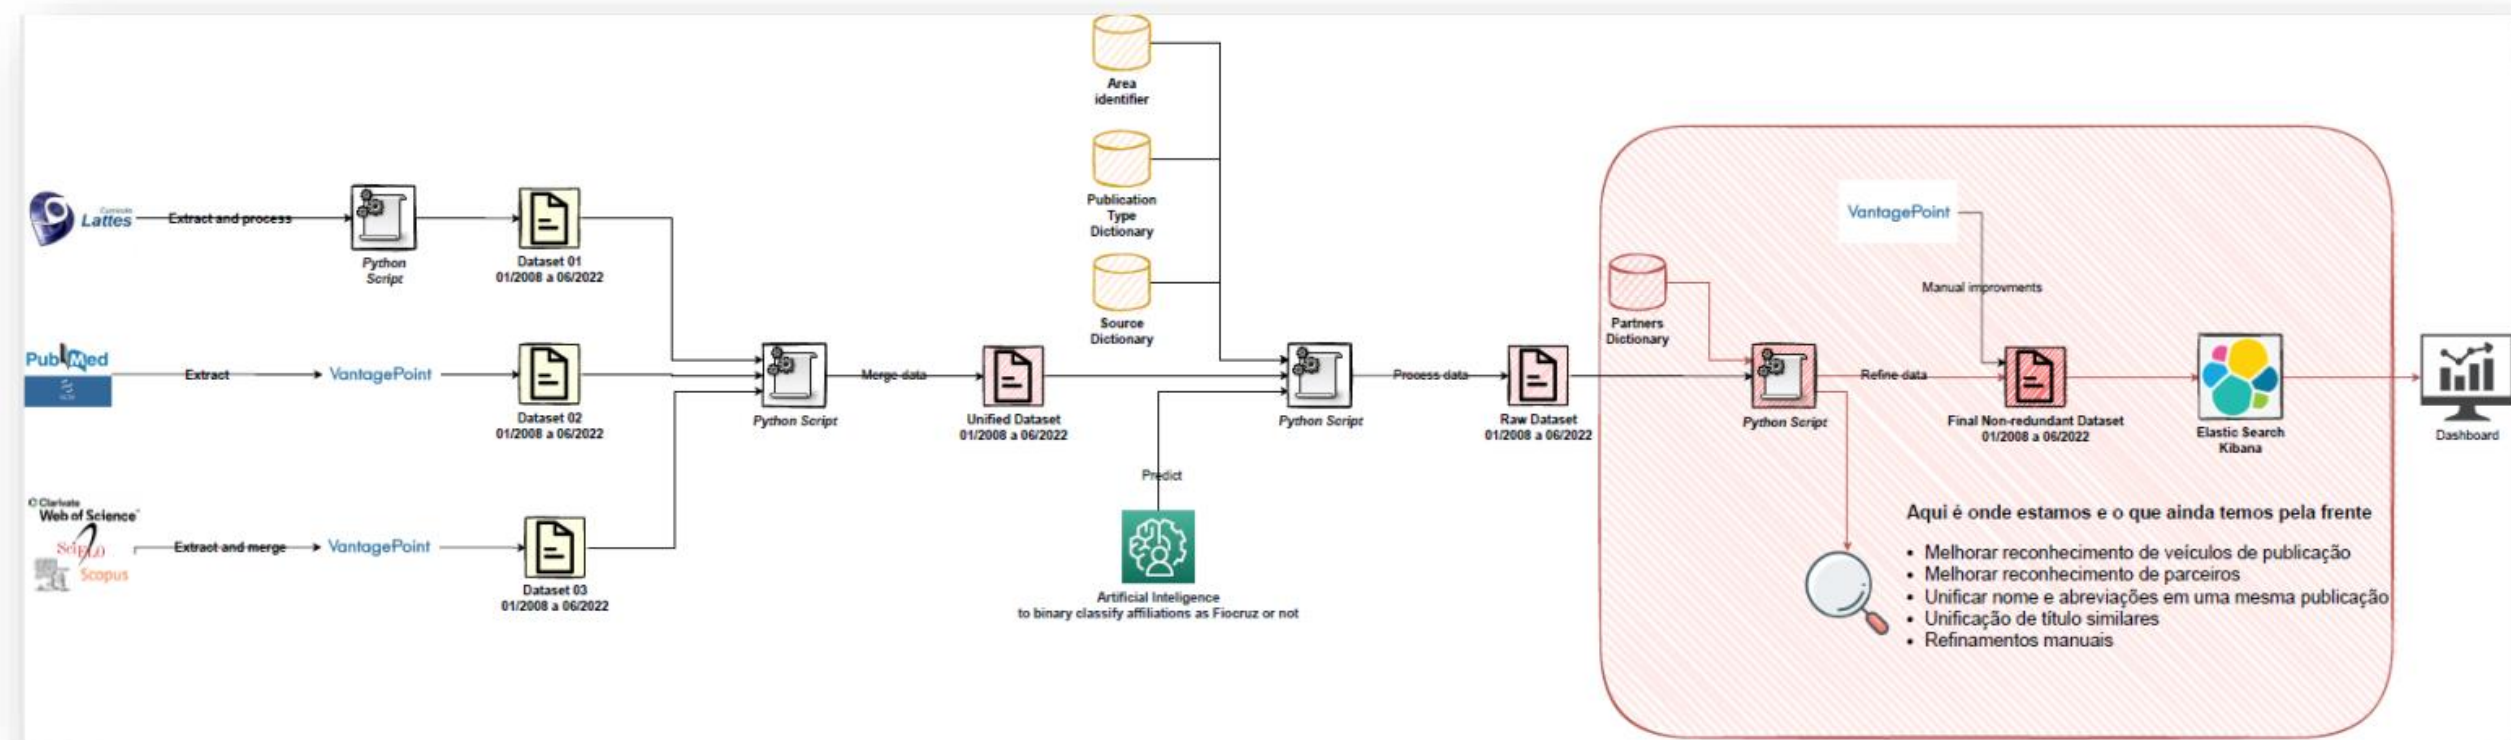 Area
identifier
Publication
Type
Dictionary
Source
Dictionary
Currículo
Lattes
Extract and process
Python
Script
Dataset 01
01/2008 a 06/2022
PubMed
Extract
VantagePoint
Dataset 02
01/2008 a 06/2022
Clarivate
Web of Science
SciELO
Scopus
Extract and merge
VantagePoint
Dataset 03
01/2008 a 06/2022
Python Script
Merge data
Unified Dataset
01/2008 a 06/2022
Predict
Artificial Inteligence
to binary classify affiliations as Fiocruz or not
Python Script
Process data
Raw Dataset
01/2008 a 06/2022
Partners
Dictionary
Python Script
VantagePoint
Manual improvments
Refine data
Final Non-redundant Dataset
01/2008 a 06/2022
Elastic Search
Kibana
Dashboard
Aqui é onde estamos e o que ainda temos pela frente
• Melhorar reconhecimento de veículos de publicação
• Melhorar reconhecimento de parceiros
• Unificar nome e abreviações em uma mesma publicação
• Unificação de título similares
• Refinamentos manuais